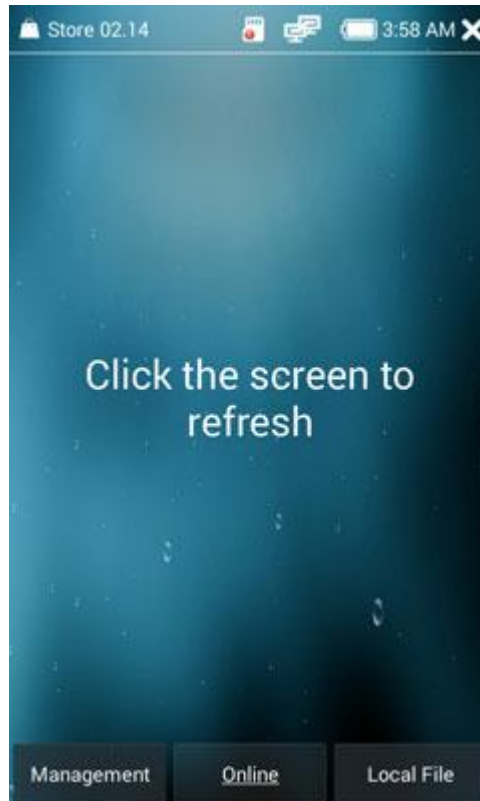 Store 02.14 3:58 AM
Click the screen to
refresh
Management Online Local File